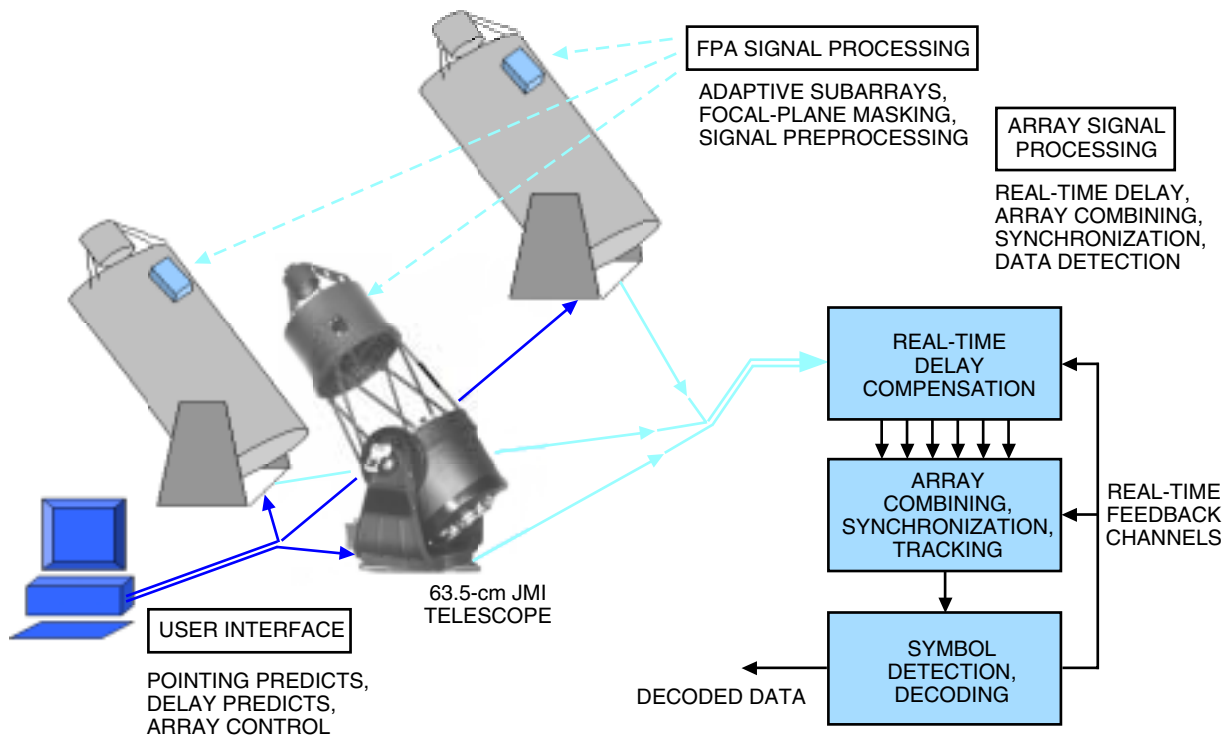 FPA SIGNAL PROCESSING
ADAPTIVE SUBARRAYS,
FOCAL-PLANE MASKING,
SIGNAL PREPROCESSING
ARRAY SIGNAL
PROCESSING
REAL-TIME DELAY,
ARRAY COMBINING,
SYNCHRONIZATION,
DATA DETECTION
REAL-TIME
DELAY
COMPENSATION
ARRAY
COMBINING,
SYNCHRONIZATION,
TRACKING
REAL-TIME
FEEDBACK
CHANNELS
63.5-cm JMI
TELESCOPE
USER INTERFACE
POINTING PREDICTS,
DELAY PREDICTS,
ARRAY CONTROL
SYMBOL
DETECTION,
DECODING
DECODED DATA